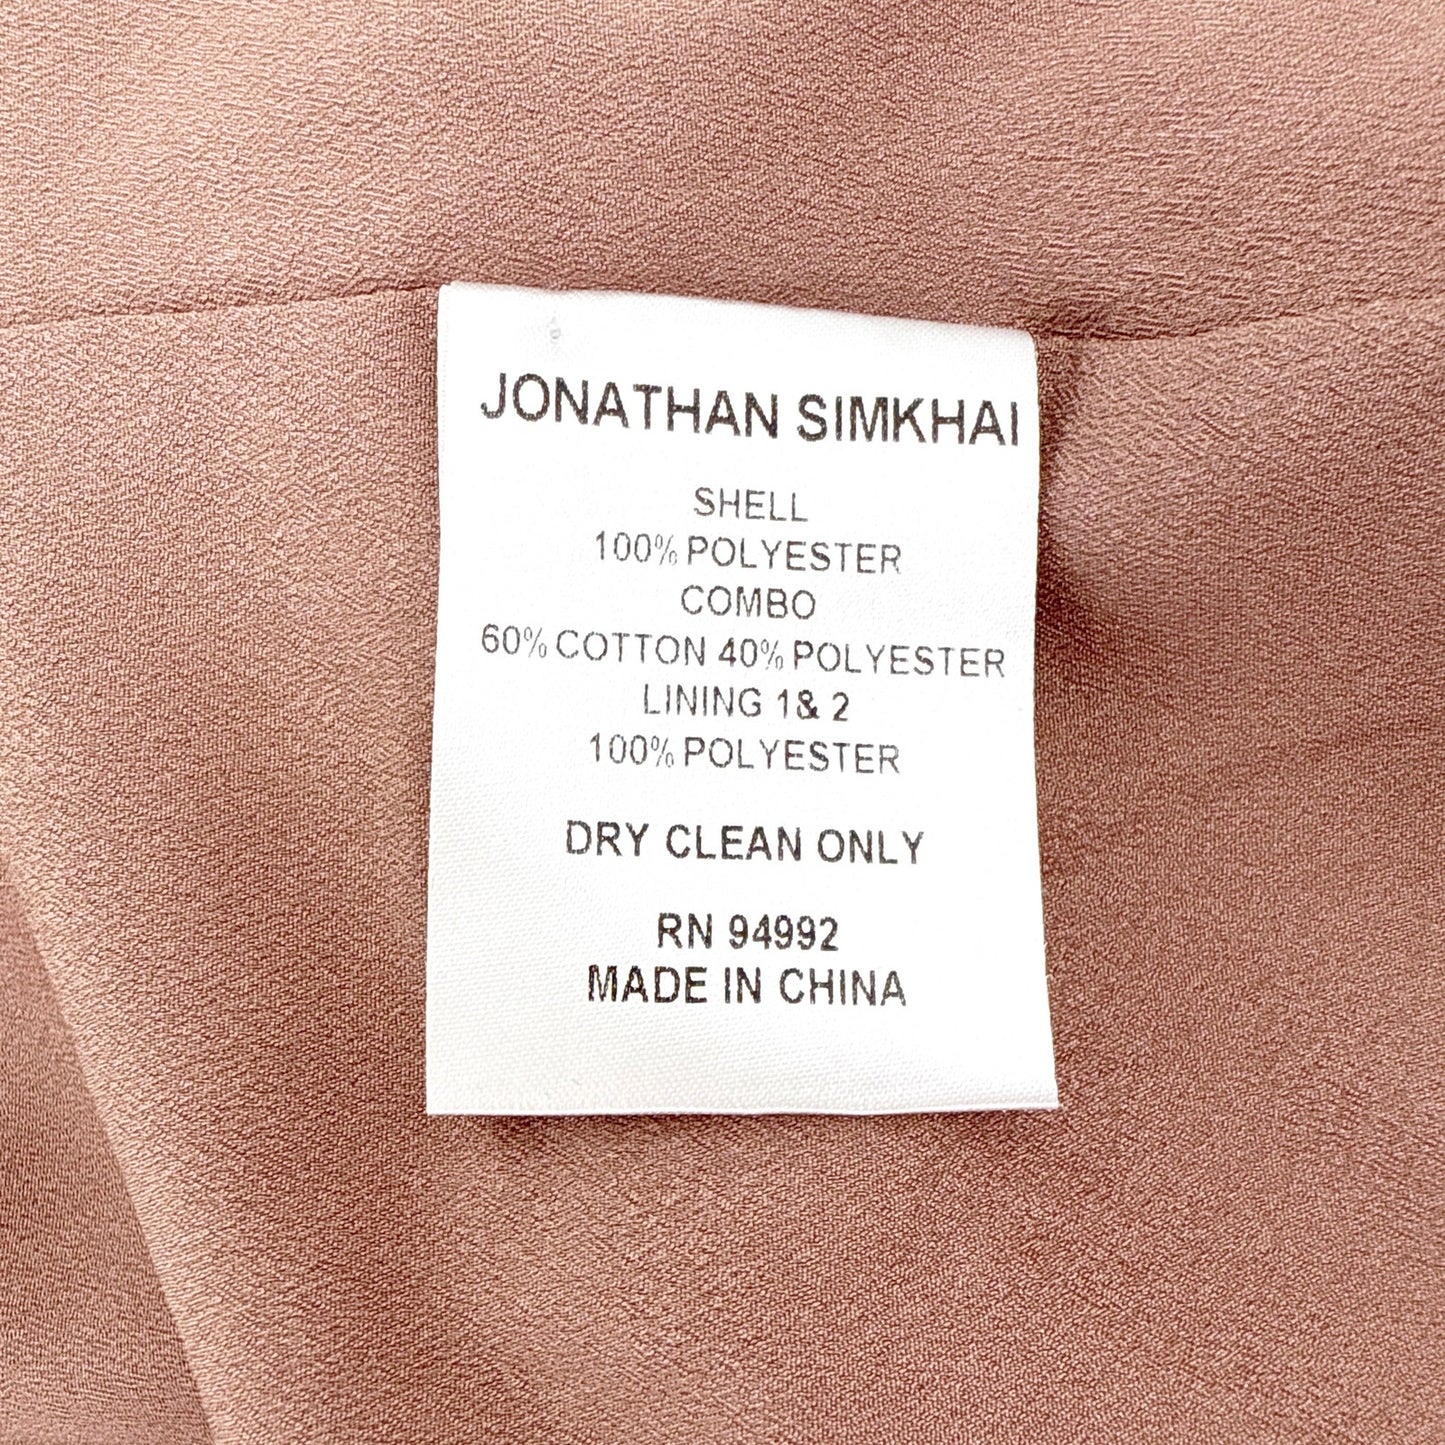 JONATHAN SIMKHAI
SHELL
100% POLYESTER
COMBO
60% COTTON 40% POLYESTER
LINING 1& 2
100% POLYESTER
DRY CLEAN ONLY
RN 94992
MADE IN CHINA